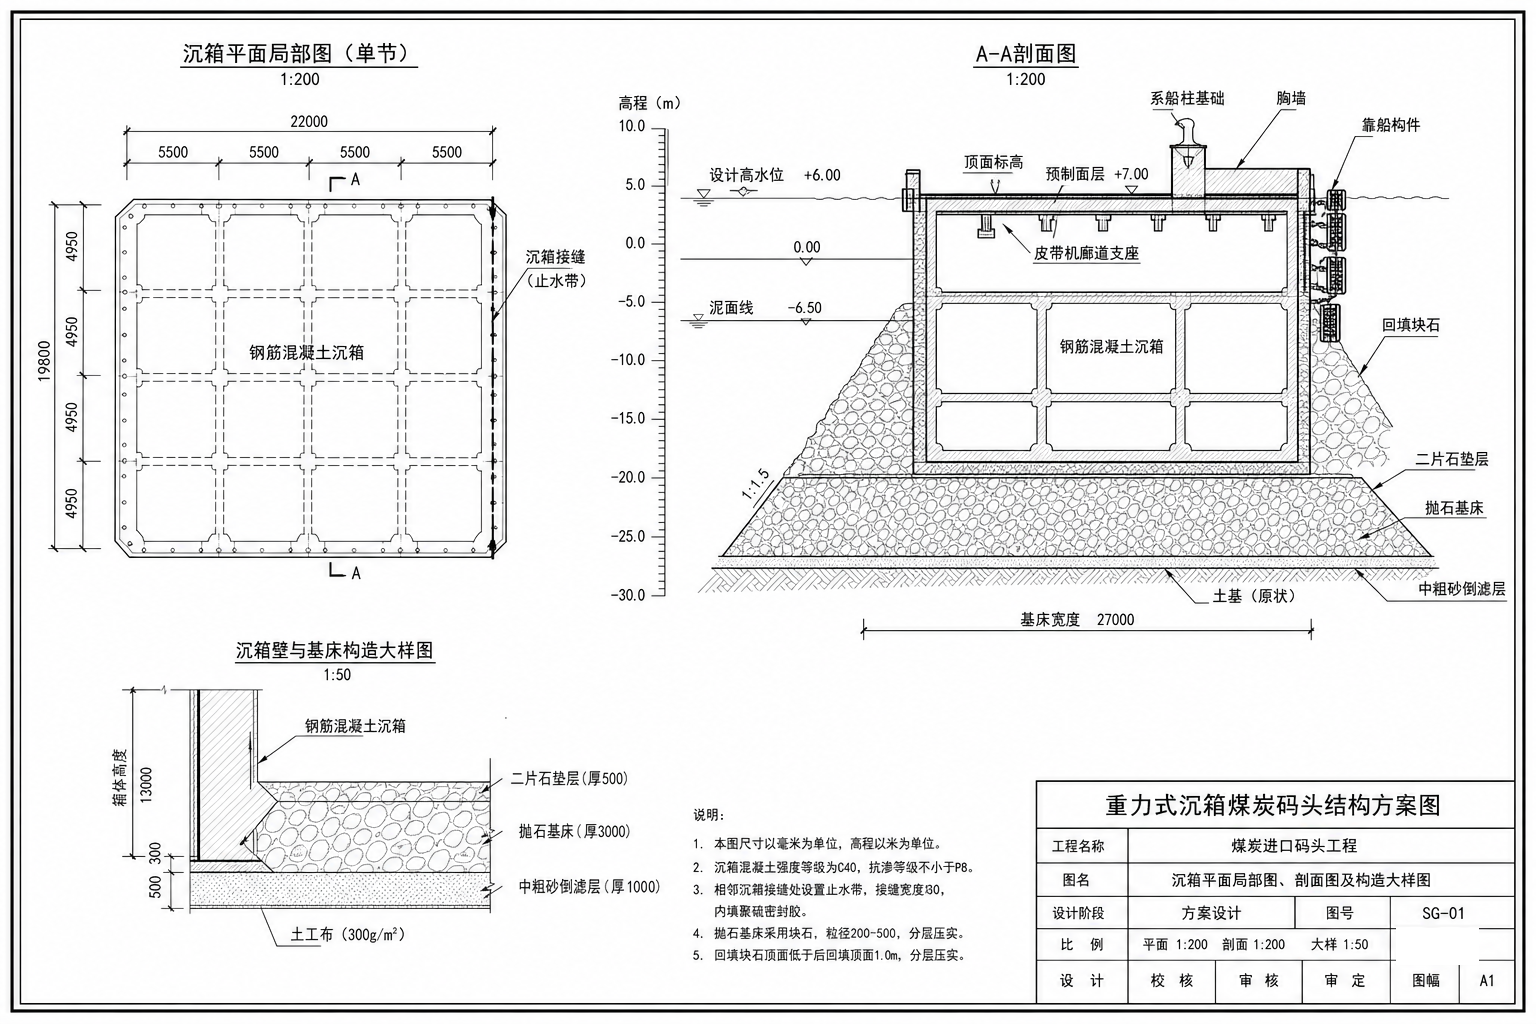 沉箱平面局部图（单节）
1:200
22000
5500 5500 5500 5500
A
4950
4950
4950
4950
19800
钢筋混凝土沉箱
沉箱接缝
（止水带）
A
A-A剖面图
1:200
高程（m）
10.0
5.0
0.0
-5.0
-10.0
-15.0
-20.0
-25.0
-30.0
系船柱基础
胸墙
靠船构件
设计高水位 +6.00
顶面标高
预制面层 +7.00
0.00
皮带机廊道支座
泥面线 -6.50
钢筋混凝土沉箱
回填块石
1:1.5
二片石垫层
抛石基床
中粗砂倒滤层
土基（原状）
基床宽度 27000
沉箱壁与基床构造大样图
1:50
钢筋混凝土沉箱
箱体高度
13000
300
500
二片石垫层(厚500)
抛石基床(厚3000)
中粗砂倒滤层(厚1000)
土工布（300g/m²）
说明:
1. 本图尺寸以毫米为单位，高程以米为单位。
2. 沉箱混凝土强度等级为C40，抗渗等级不小于P8。
3. 相邻沉箱接缝处设置止水带，接缝宽度30，
内填聚硫密封胶。
4. 抛石基床采用块石，粒径200-500，分层压实。
5. 回填块石顶面低于后回填顶面1.0m，分层压实。
重力式沉箱煤炭码头结构方案图
工程名称 煤炭进口码头工程
图名 沉箱平面局部图、剖面图及构造大样图
设计阶段 方案设计 图号 SG-01
比 例 平面 1:200 剖面 1:200 大样 1:50
设 计 校 核 审 核 审 定 图幅 A1